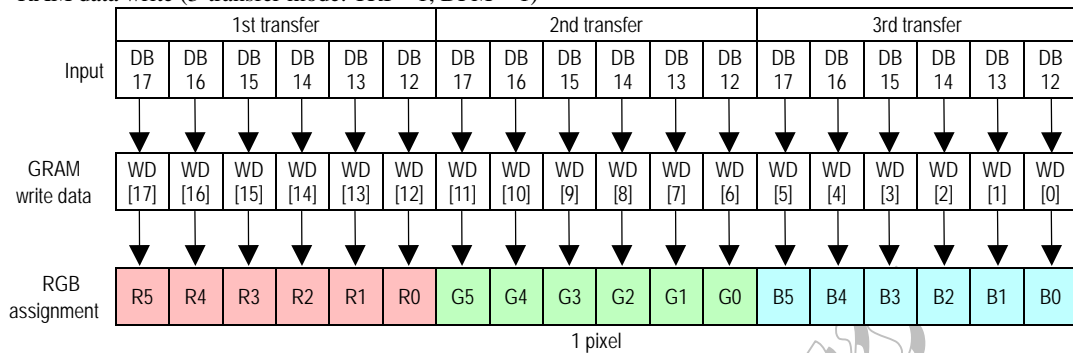 1st transfer 2nd transfer 3rd transfer
Input DB 17 DB 16 DB 15 DB 14 DB 13 DB 12 DB 17 DB 16 DB 15 DB 14 DB 13 DB 12 DB 17 DB 16 DB 15 DB 14 DB 13 DB 12
GRAM write data WD [17] WD [16] WD [15] WD [14] WD [13] WD [12] WD [11] WD [10] WD [9] WD [8] WD [7] WD [6] WD [5] WD [4] WD [3] WD [2] WD [1] WD [0]
RGB assignment R5 R4 R3 R2 R1 R0 G5 G4 G3 G2 G1 G0 B5 B4 B3 B2 B1 B0
1 pixel